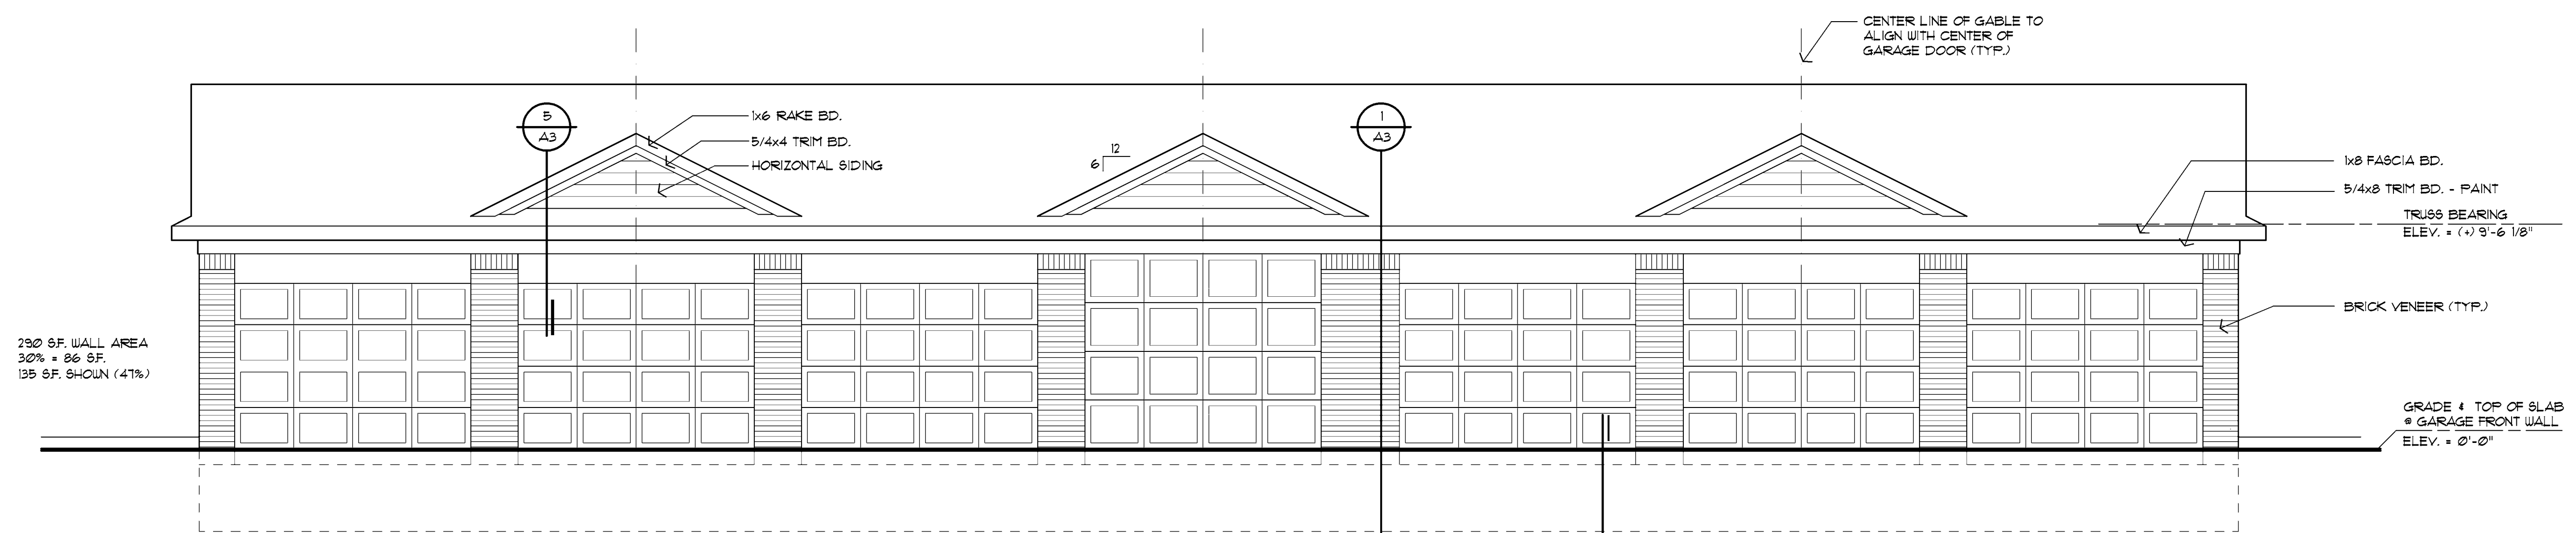 CENTER LINE OF GABLE TO
ALIGN WITH CENTER OF
GARAGE DOOR (TYP.)
5
A3
1x6 RAKE BD.
5/4x4 TRIM BD.
HORIZONTAL SIDING
12
6
1
A3
1x8 FASCIA BD.
5/4x8 TRIM BD. - PAINT
TRUSS BEARING
ELEV. = (+) 9'-6 1/8"
BRICK VENEER (TYP.)
290 S.F. WALL AREA
30% = 86 S.F.
135 S.F. SHOWN (47%)
GRADE & TOP OF SLAB
@ GARAGE FRONT WALL
ELEV. = 0'-0"